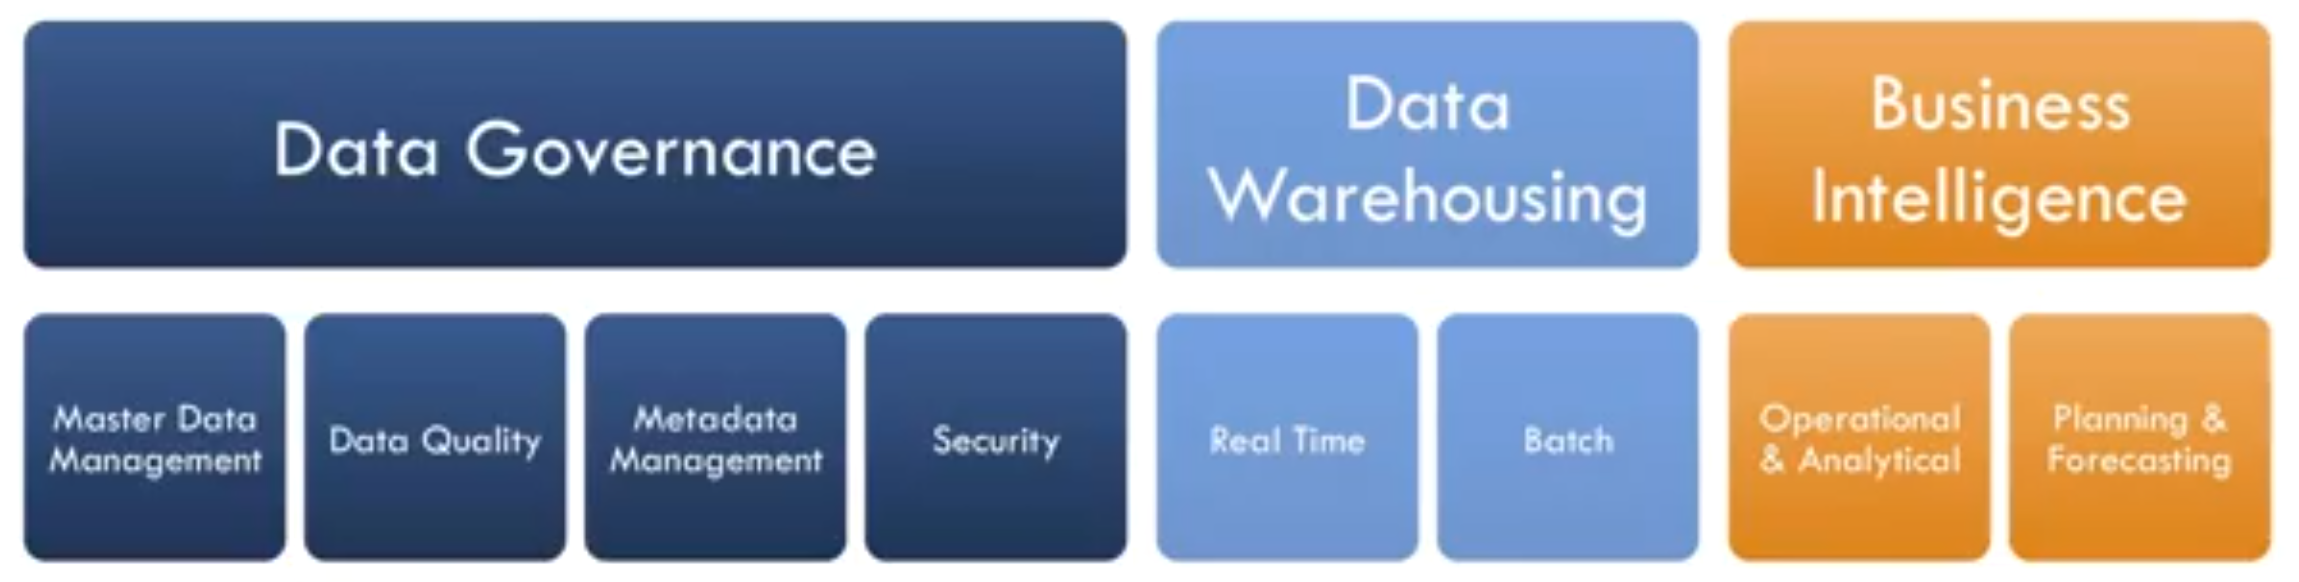 Data Governance
Data
Warehousing
Business
Intelligence
Master Data
Management
Data Quality
Metadata
Management
Security
Real Time
Batch
Operational
& Analytical
Planning &
Forecasting